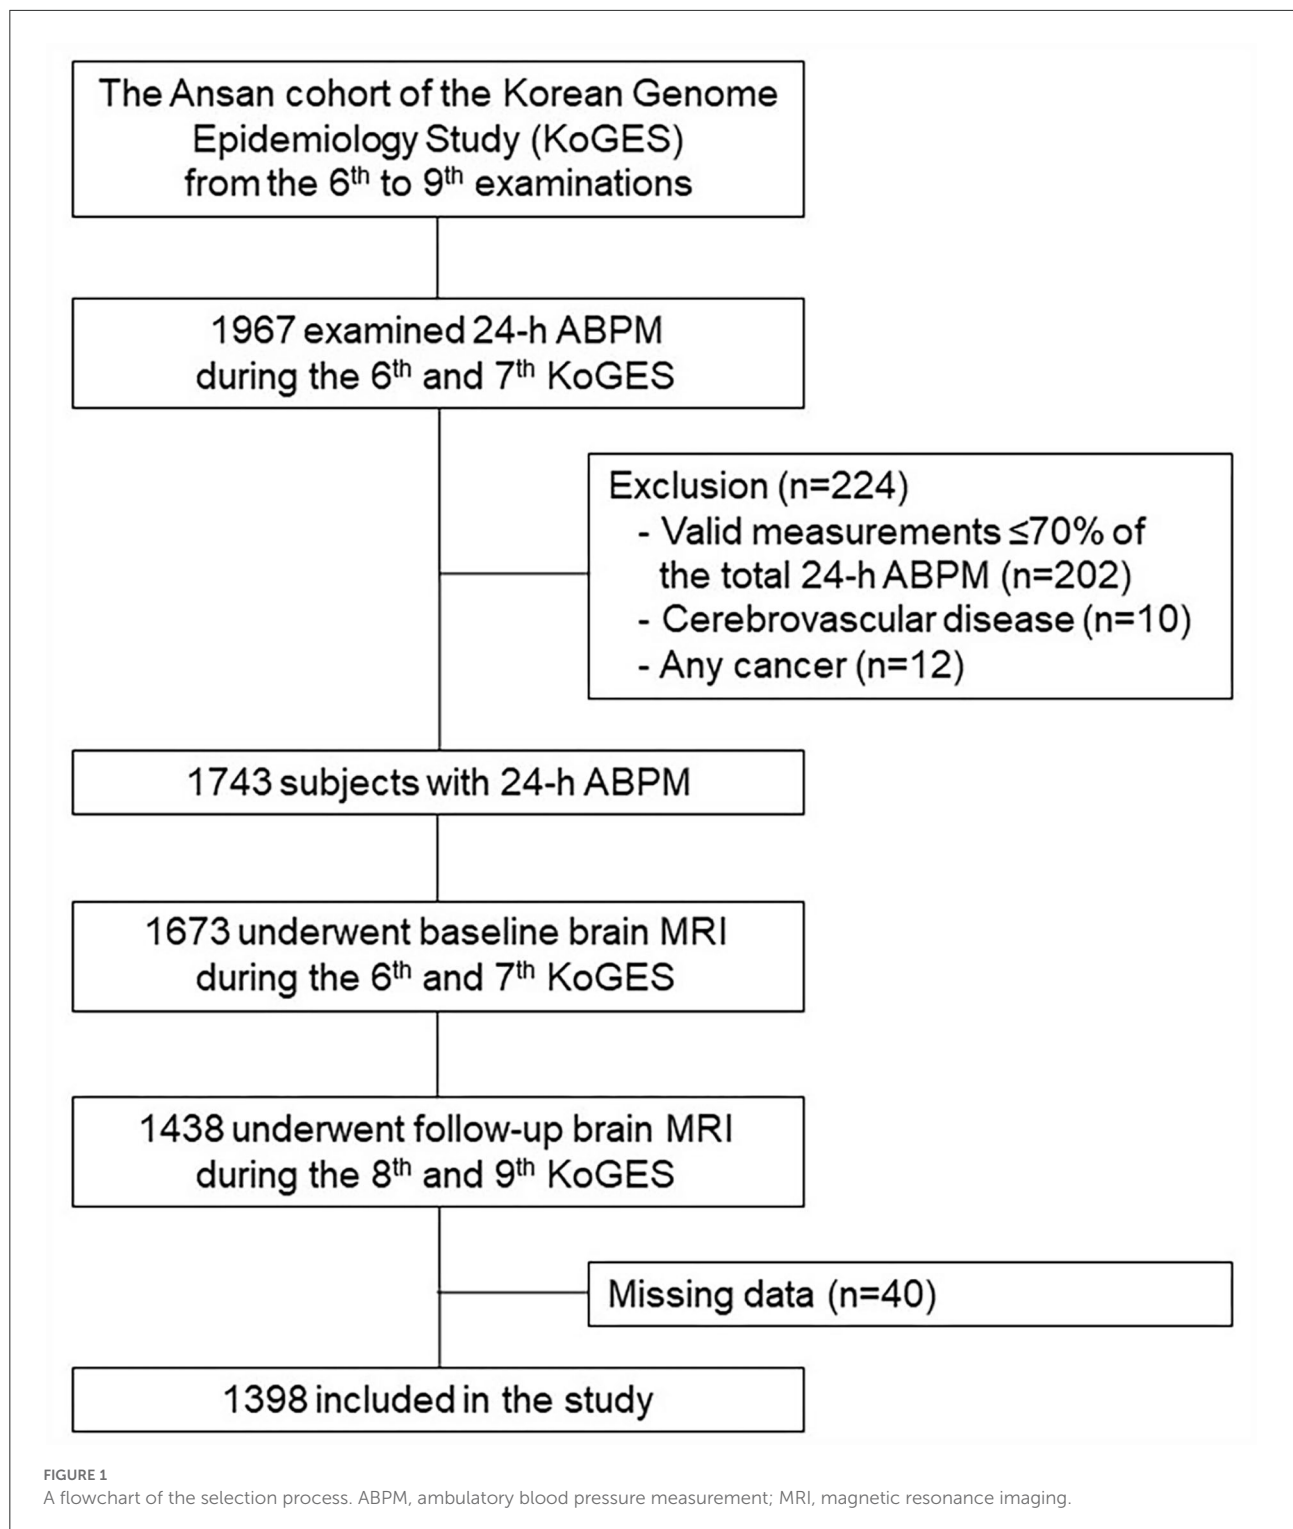 The Ansan cohort of the Korean Genome
Epidemiology Study (KoGES)
from the 6th to 9th examinations
1967 examined 24-h ABPM
during the 6th and 7th KoGES
Exclusion (n=224)
- Valid measurements ≤70% of
the total 24-h ABPM (n=202)
- Cerebrovascular disease (n=10)
- Any cancer (n=12)
1743 subjects with 24-h ABPM
1673 underwent baseline brain MRI
during the 6th and 7th KoGES
1438 underwent follow-up brain MRI
during the 8th and 9th KoGES
Missing data (n=40)
1398 included in the study
FIGURE 1
A flowchart of the selection process. ABPM, ambulatory blood pressure measurement; MRI, magnetic resonance imaging.